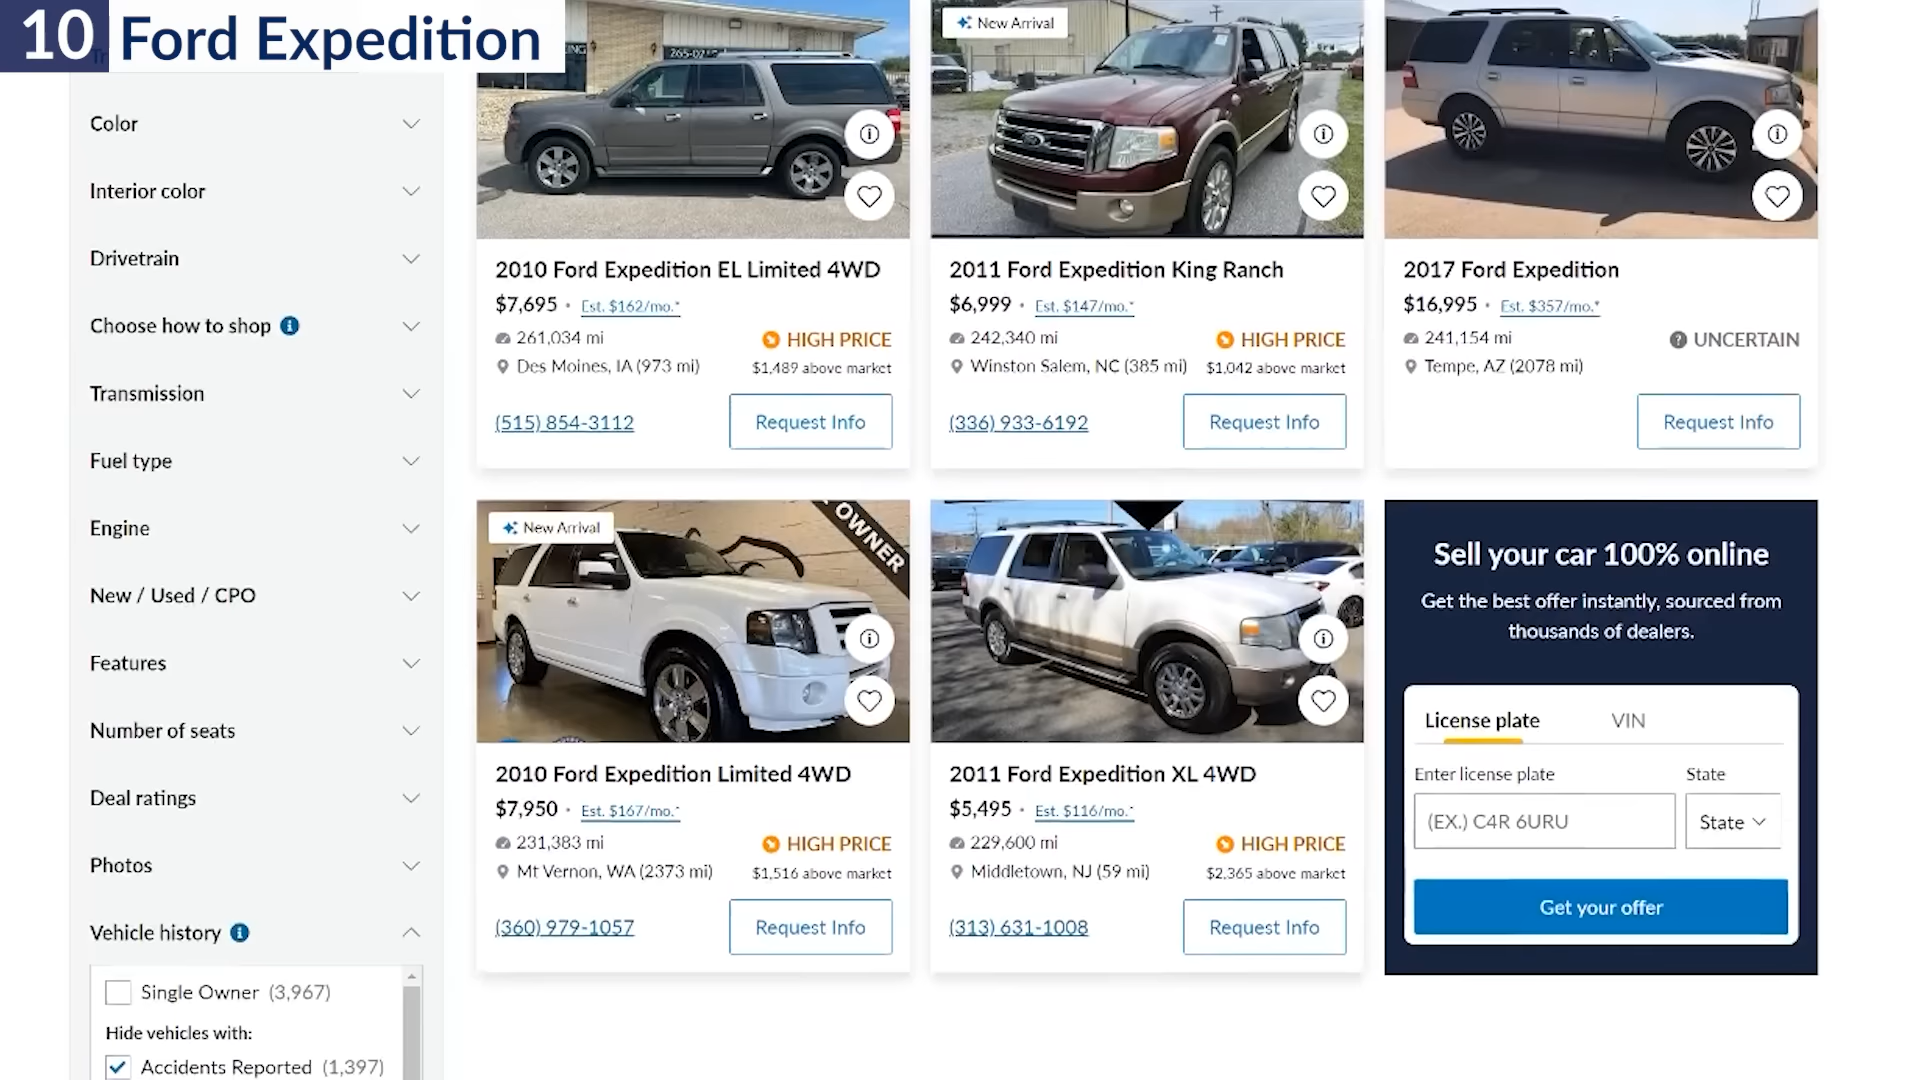 10 Ford Expedition
Color
Interior color
Drivetrain
Choose how to shop
Transmission
Fuel type
Engine
New / Used / CPO
Features
Number of seats
Deal ratings
Photos
Vehicle history
Single Owner (3,967)
Hide vehicles with:
Accidents Reported (1,397)
2010 Ford Expedition EL Limited 4WD
$7,695 · Est. $162/mo.*
261,034 mi
HIGH PRICE
Des Moines, IA (973 mi)
$1,489 above market
(515) 854-3112
Request Info
New Arrival
2011 Ford Expedition King Ranch
$6,999 · Est. $147/mo.*
242,340 mi
HIGH PRICE
Winston Salem, NC (385 mi)
$1,042 above market
(336) 933-6192
Request Info
2017 Ford Expedition
$16,995 · Est. $357/mo.*
241,154 mi
UNCERTAIN
Tempe, AZ (2078 mi)
Request Info
New Arrival
OWNER
2010 Ford Expedition Limited 4WD
$7,950 · Est. $167/mo.*
231,383 mi
HIGH PRICE
Mt Vernon, WA (2373 mi)
$1,516 above market
(360) 979-1057
Request Info
2011 Ford Expedition XL 4WD
$5,495 · Est. $116/mo.*
229,600 mi
HIGH PRICE
Middletown, NJ (59 mi)
$2,365 above market
(313) 631-1008
Request Info
Sell your car 100% online
Get the best offer instantly, sourced from
thousands of dealers.
License plate VIN
Enter license plate State
(EX.) C4R 6URU State
Get your offer